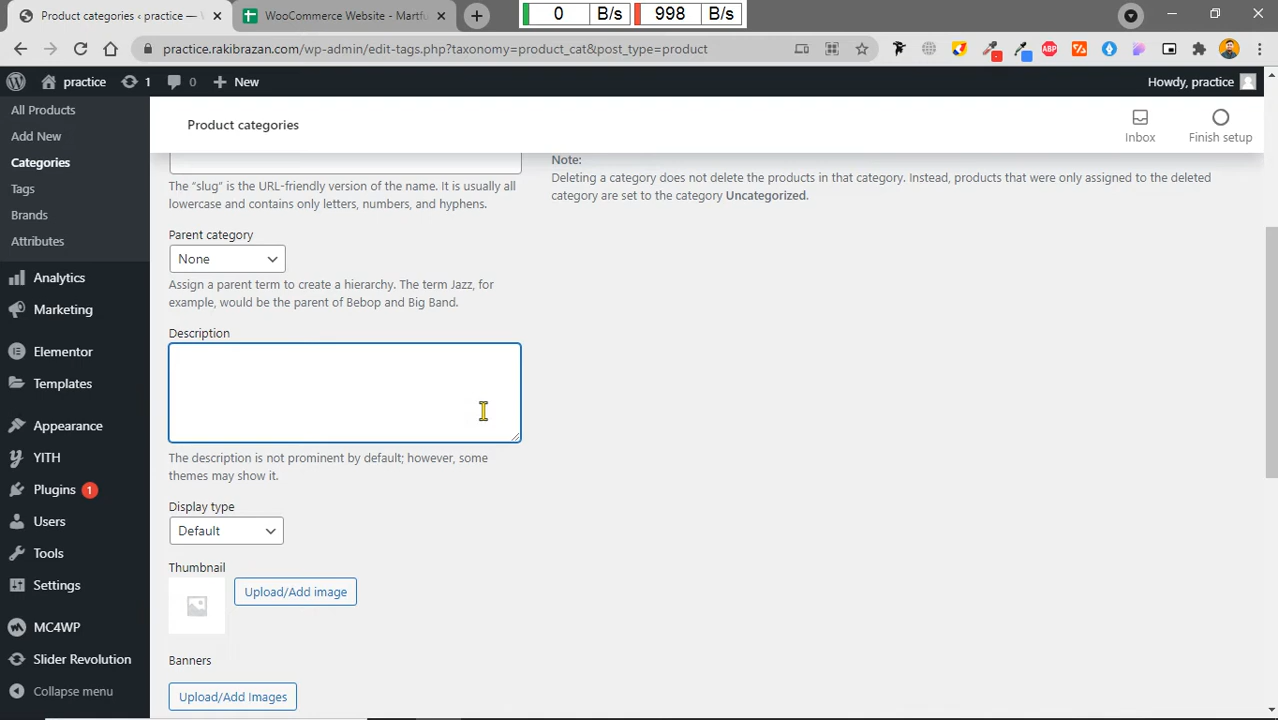 Product categories ‹ practice —
WooCommerce Website - Martfu
0 B/s 998 B/s
practice.rakibrazan.com/wp-admin/edit-tags.php?taxonomy=product_cat&post_type=product
practice 1 0 New
Howdy, practice
All Products
Add New
Categories
Tags
Brands
Attributes
Analytics
Marketing
Elementor
Templates
Appearance
YITH
Plugins 1
Users
Tools
Settings
MC4WP
Slider Revolution
Collapse menu
Product categories
Inbox
Finish setup
The “slug” is the URL-friendly version of the name. It is usually all
lowercase and contains only letters, numbers, and hyphens.
Parent category
None
Assign a parent term to create a hierarchy. The term Jazz, for
example, would be the parent of Bebop and Big Band.
Description
The description is not prominent by default; however, some
themes may show it.
Display type
Default
Thumbnail
Upload/Add image
Banners
Upload/Add Images
Note:
Deleting a category does not delete the products in that category. Instead, products that were only assigned to the deleted
category are set to the category Uncategorized.
ABP